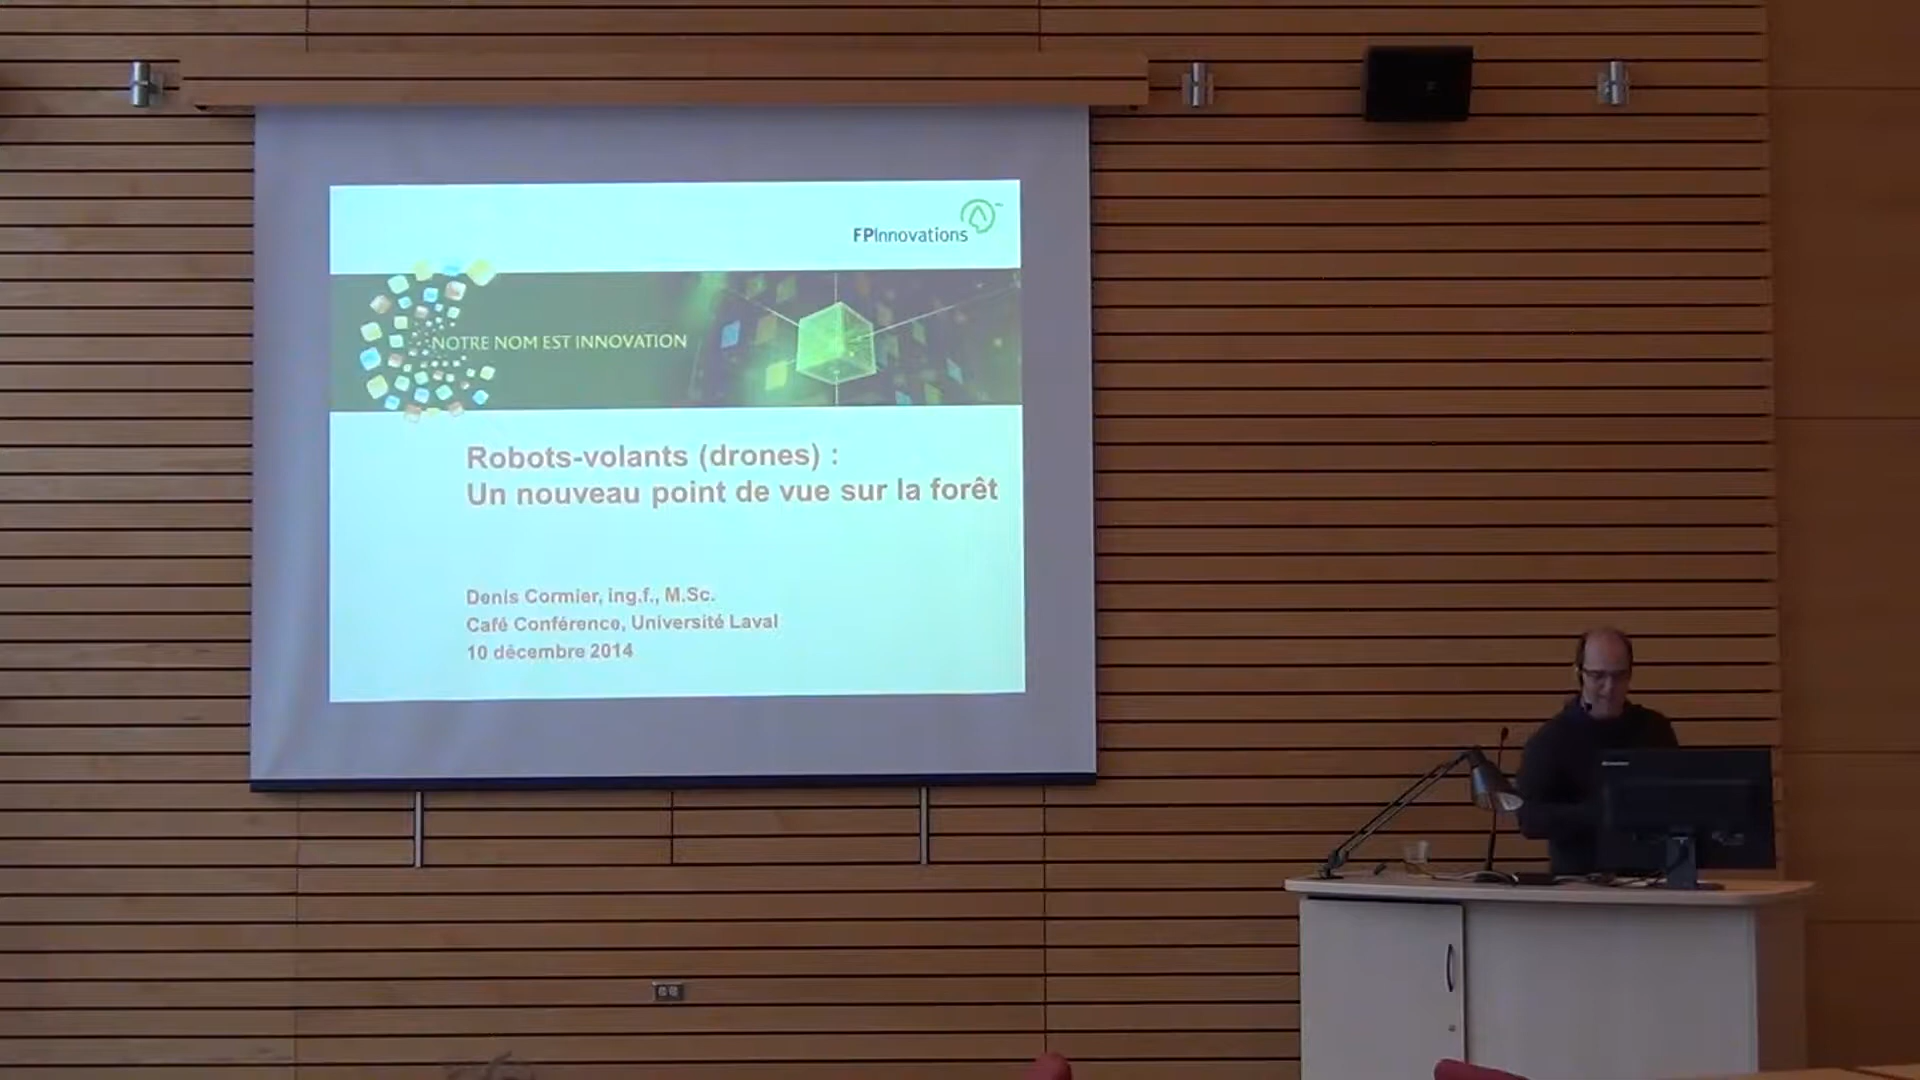 FPInnovations™
NOTRE NOM EST INNOVATION
Robots-volants (drones) :
Un nouveau point de vue sur la forêt
Denis Cormier, ing.f., M.Sc.
Café Conférence, Université Laval
10 décembre 2014